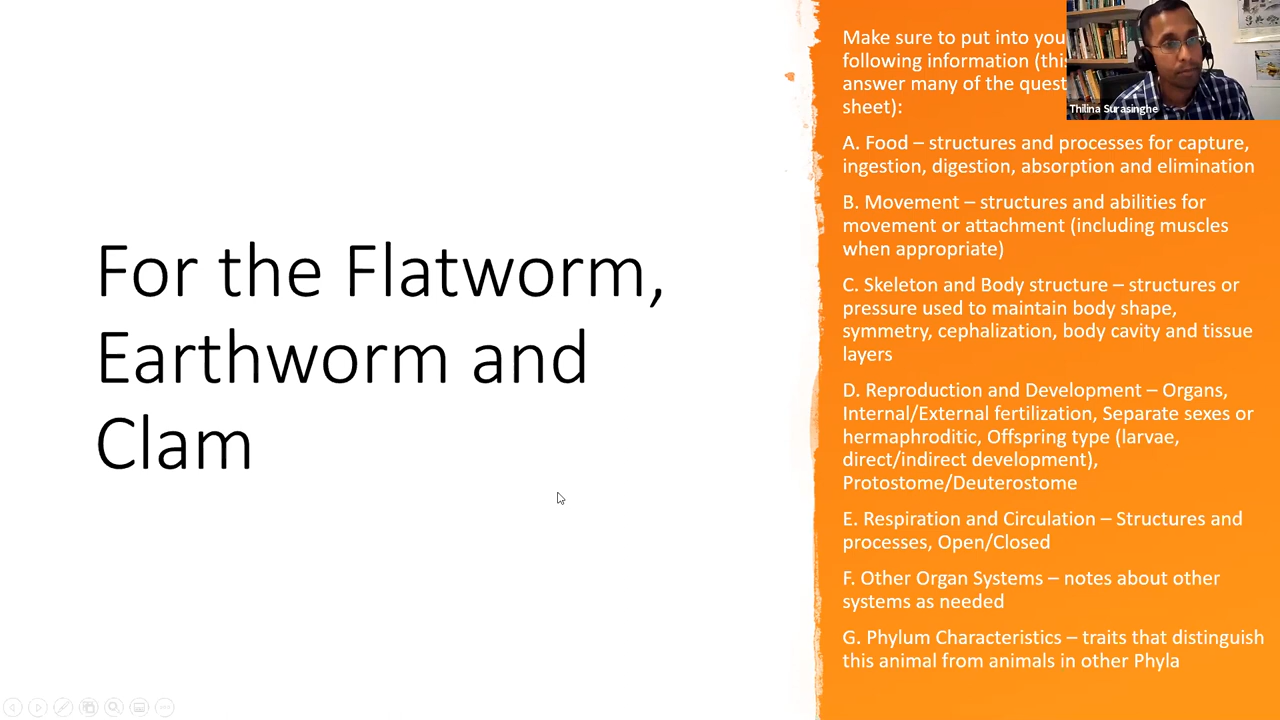 For the Flatworm,
Earthworm and
Clam
Make sure to put into you
following information (this
answer many of the quest
sheet):
A. Food – structures and processes for capture,
ingestion, digestion, absorption and elimination
B. Movement – structures and abilities for
movement or attachment (including muscles
when appropriate)
C. Skeleton and Body structure – structures or
pressure used to maintain body shape,
symmetry, cephalization, body cavity and tissue
layers
D. Reproduction and Development – Organs,
Internal/External fertilization, Separate sexes or
hermaphroditic, Offspring type (larvae,
direct/indirect development),
Protostome/Deuterostome
E. Respiration and Circulation – Structures and
processes, Open/Closed
F. Other Organ Systems – notes about other
systems as needed
G. Phylum Characteristics – traits that distinguish
this animal from animals in other Phyla
Thilina Surasinghe